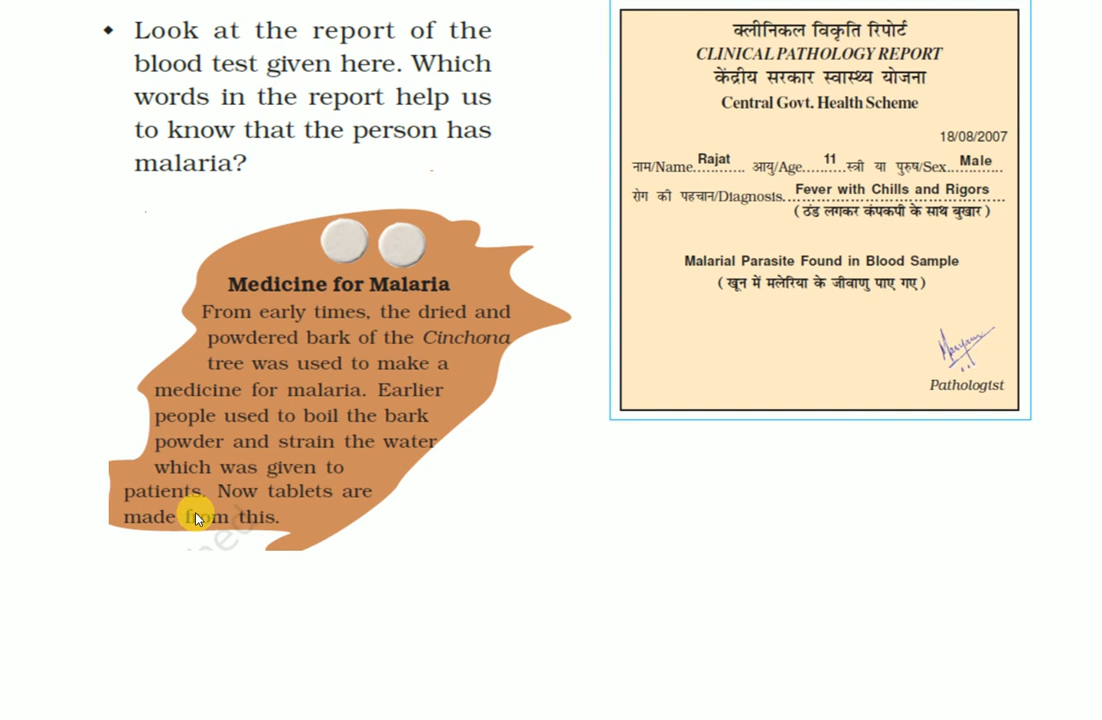 Look at the report of the
blood test given here. Which
words in the report help us
to know that the person has
malaria?
Medicine for Malaria
From early times, the dried and
powdered bark of the Cinchona
tree was used to make a
medicine for malaria. Earlier
people used to boil the bark
powder and strain the water
which was given to
patients. Now tablets are
made from this.
क्लीनिकल विकृति रिपोर्ट
CLINICAL PATHOLOGY REPORT
केंद्रीय सरकार स्वास्थ्य योजना
Central Govt. Health Scheme
18/08/2007
नाम/Name Rajat आयु/Age 11 स्त्री या पुरुष/Sex Male
रोग की पहचान/Diagnosis Fever with Chills and Rigors
(ठंड लगकर कंपकपी के साथ बुखार)
Malarial Parasite Found in Blood Sample
(खून में मलेरिया के जीवाणु पाए गए)
Pathologist